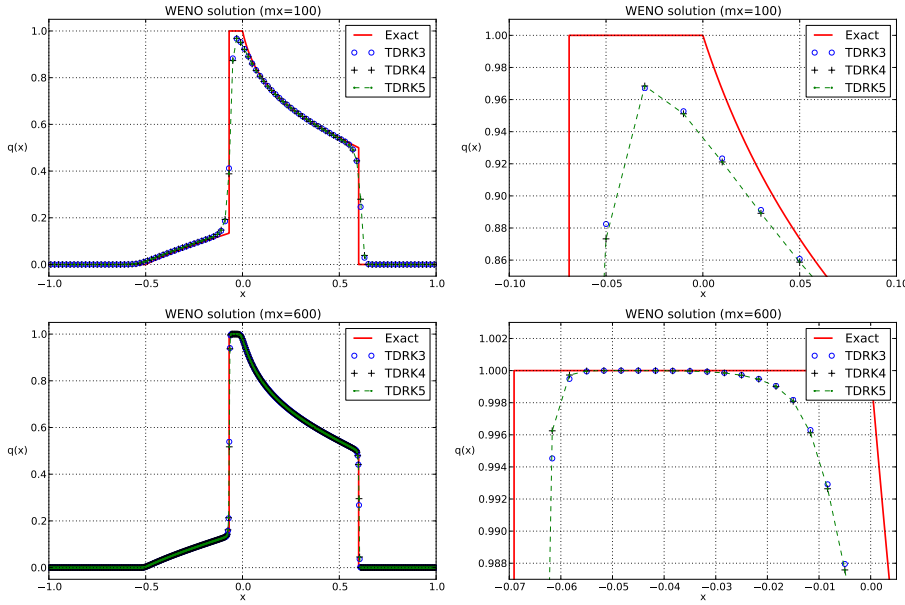 WENO solution (mx=100)
1.0
0.8
0.6
q(x)
0.4
0.2
0.0
−1.0 −0.5 0.0 0.5 1.0
x
Exact
TDRK3
TDRK4
TDRK5
WENO solution (mx=100)
1.00
0.98
0.96
0.94
q(x)
0.92
0.90
0.88
0.86
−0.05 0.00 0.05 0.10
x
Exact
TDRK3
TDRK4
TDRK5
WENO solution (mx=600)
1.0
0.8
0.6
q(x)
0.4
0.2
0.0
−1.0 −0.5 0.0 0.5 1.0
x
Exact
TDRK3
TDRK4
TDRK5
WENO solution (mx=600)
1.002
1.000
0.998
0.996
q(x)
0.994
0.992
0.990
0.988
−0.07 −0.06 −0.05 −0.04 −0.03 −0.02 −0.01 0.00
x
Exact
TDRK3
TDRK4
TDRK5